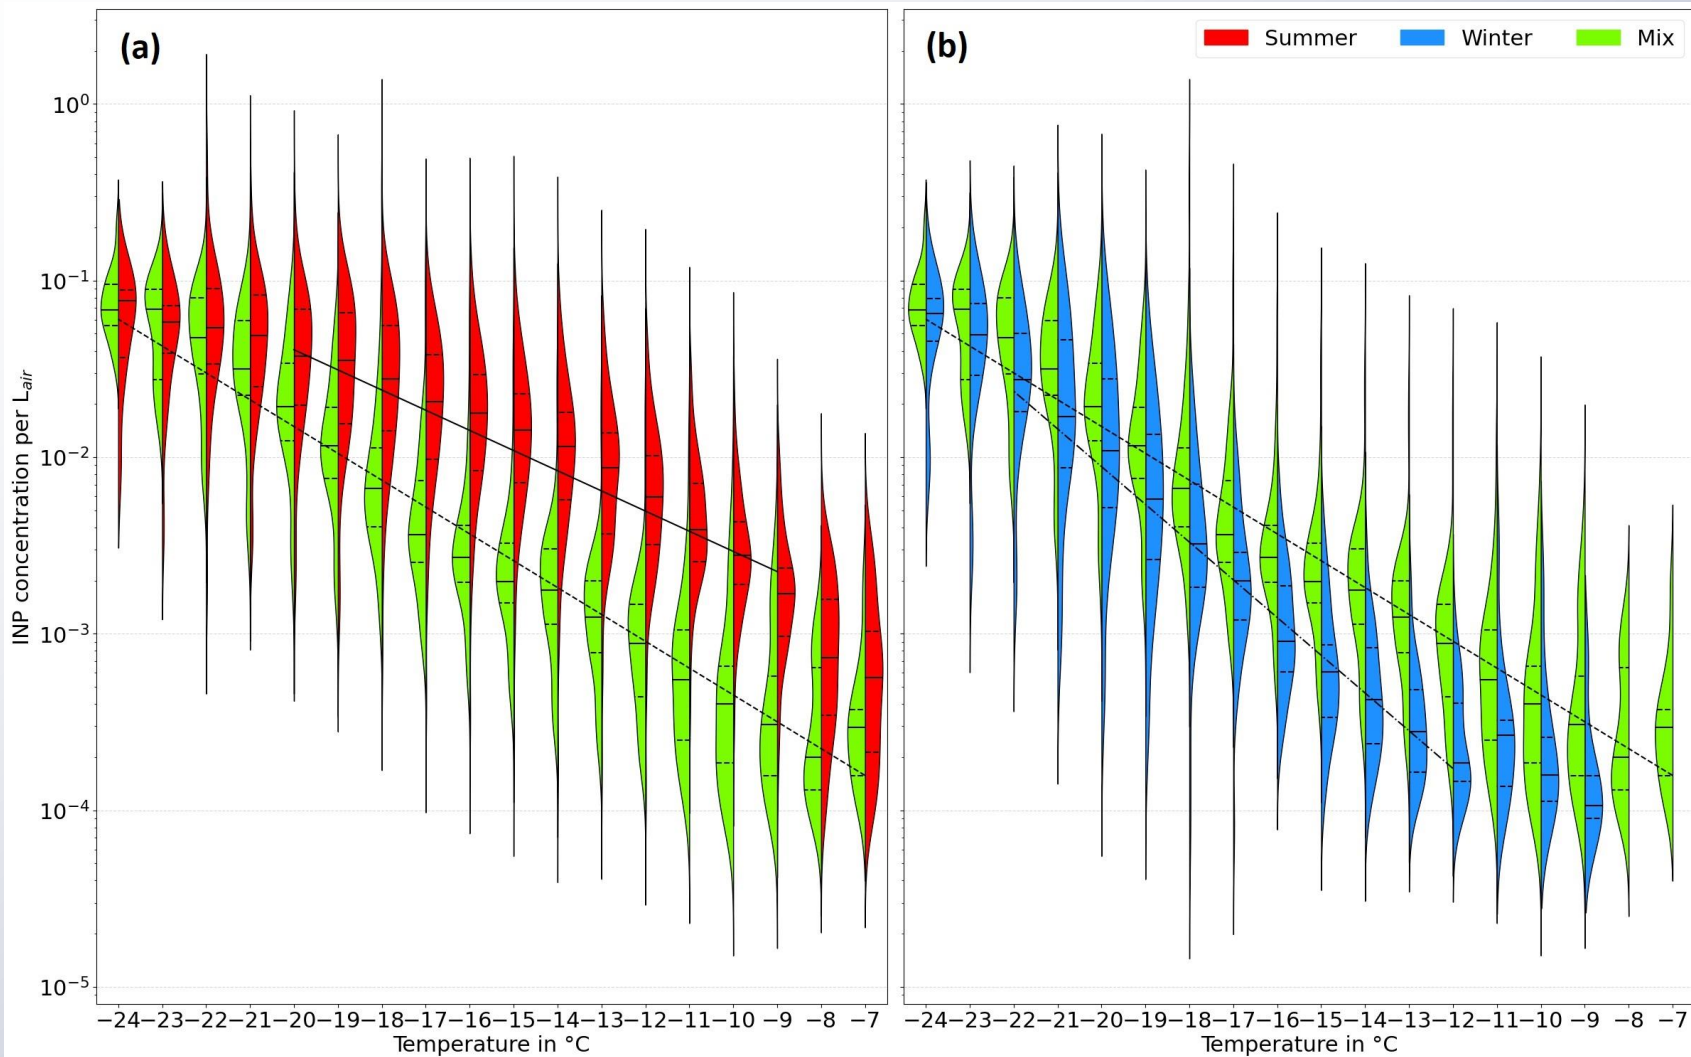 (a)
(b)
Summer Winter Mix
INP concentration per L_air
10⁰
10⁻¹
10⁻²
10⁻³
10⁻⁴
10⁻⁵
−24 −23 −22 −21 −20 −19 −18 −17 −16 −15 −14 −13 −12 −11 −10 −9 −8 −7
Temperature in °C
−24 −23 −22 −21 −20 −19 −18 −17 −16 −15 −14 −13 −12 −11 −10 −9 −8 −7
Temperature in °C